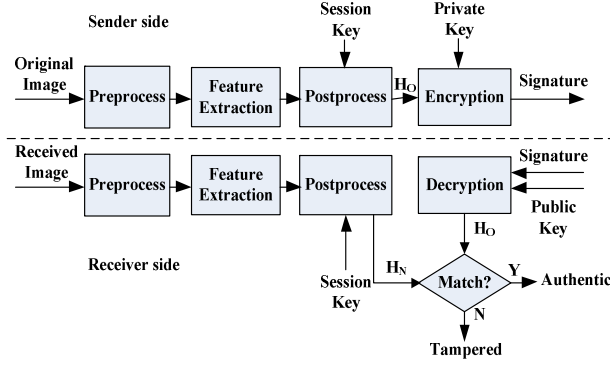 Sender side
Session
Key
Private
Key
Original
Image
Preprocess
Feature
Extraction
Postprocess
HO
Encryption
Signature
Received
Image
Preprocess
Feature
Extraction
Postprocess
Decryption
Signature
Public
Key
HO
Receiver side
Session
Key
HN
Match?
Y
Authentic
N
Tampered